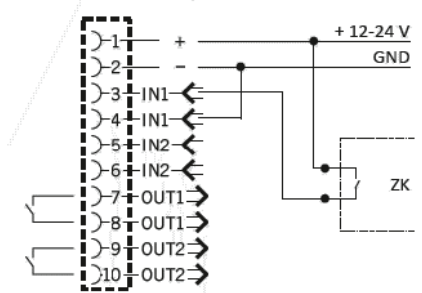 1 + + 12-24 V
2 – GND
3 IN1
4 IN1
5 IN2
6 IN2
7 OUT1
8 OUT1
9 OUT2
10 OUT2
ZK